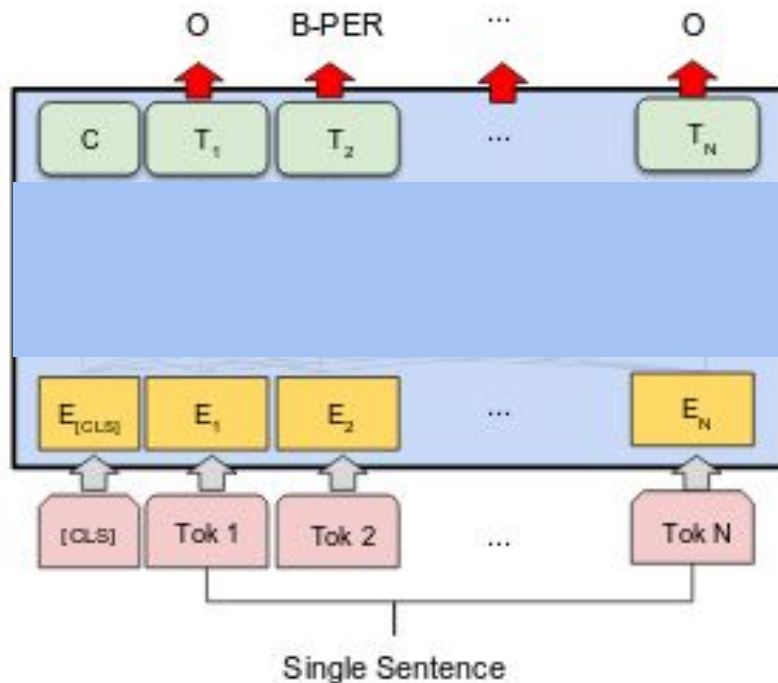 O B-PER ... O
C T1 T2 ... TN
E[CLS] E1 E2 ... EN
[CLS] Tok 1 Tok 2 ... Tok N
Single Sentence